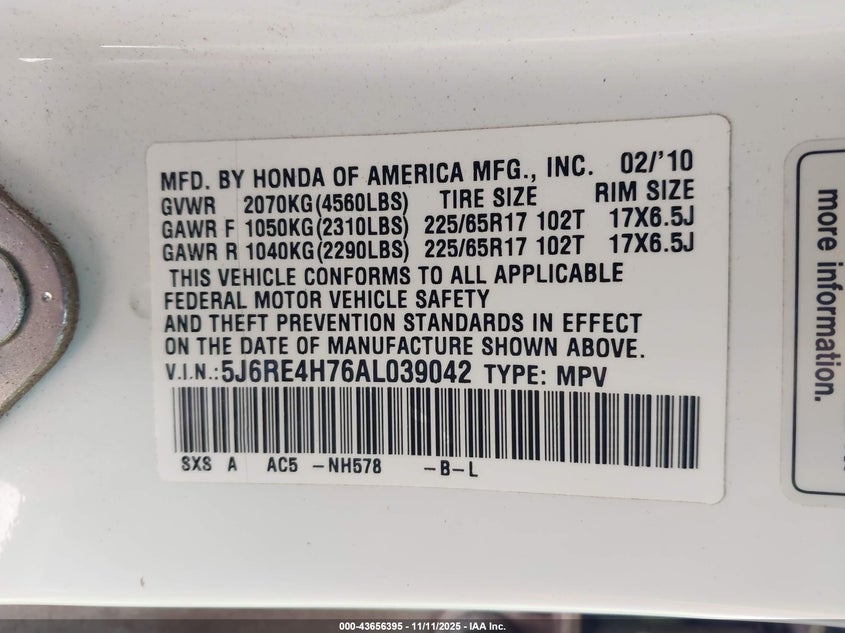 MFD. BY HONDA OF AMERICA MFG., INC. 02/'10
GVWR 2070KG(4560LBS) TIRE SIZE RIM SIZE
GAWR F 1050KG(2310LBS) 225/65R17 102T 17X6.5J
GAWR R 1040KG(2290LBS) 225/65R17 102T 17X6.5J
THIS VEHICLE CONFORMS TO ALL APPLICABLE
FEDERAL MOTOR VEHICLE SAFETY
AND THEFT PREVENTION STANDARDS IN EFFECT
ON THE DATE OF MANUFACTURE SHOWN ABOVE.
V.I.N.:5J6RE4H76AL039042 TYPE: MPV
SXS A AC5 -NH578 -B-L
more information.
000-43656395 - 11/11/2025 - IAA Inc.